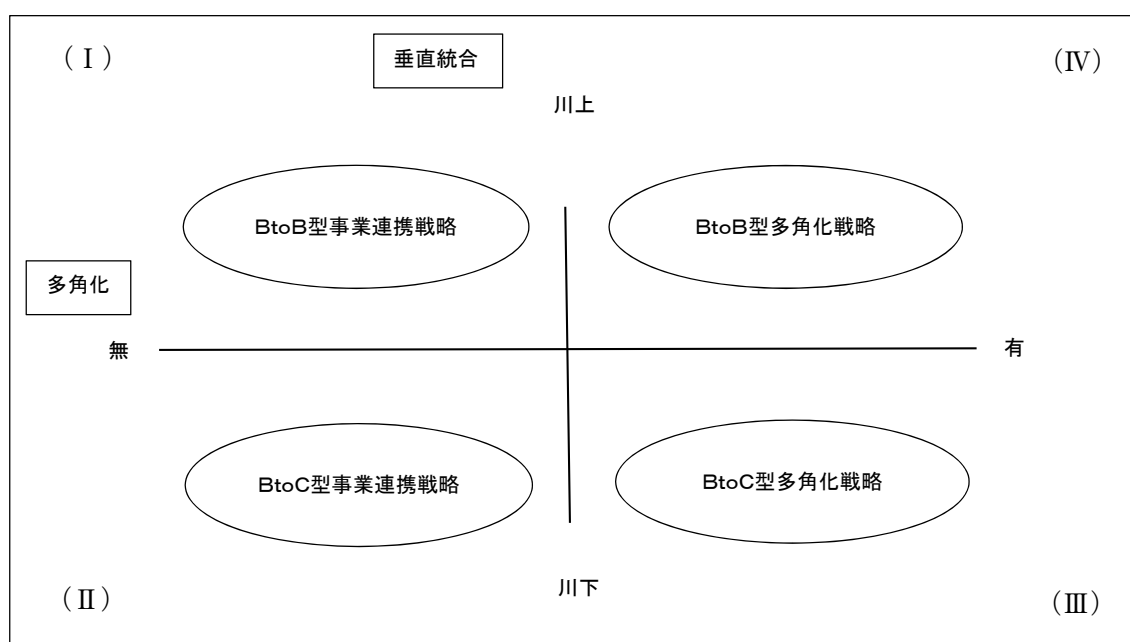 （Ⅰ）
垂直統合
（Ⅳ）
川上
BtoB型事業連携戦略
BtoB型多角化戦略
多角化
無
有
BtoC型事業連携戦略
BtoC型多角化戦略
川下
（Ⅱ）
（Ⅲ）